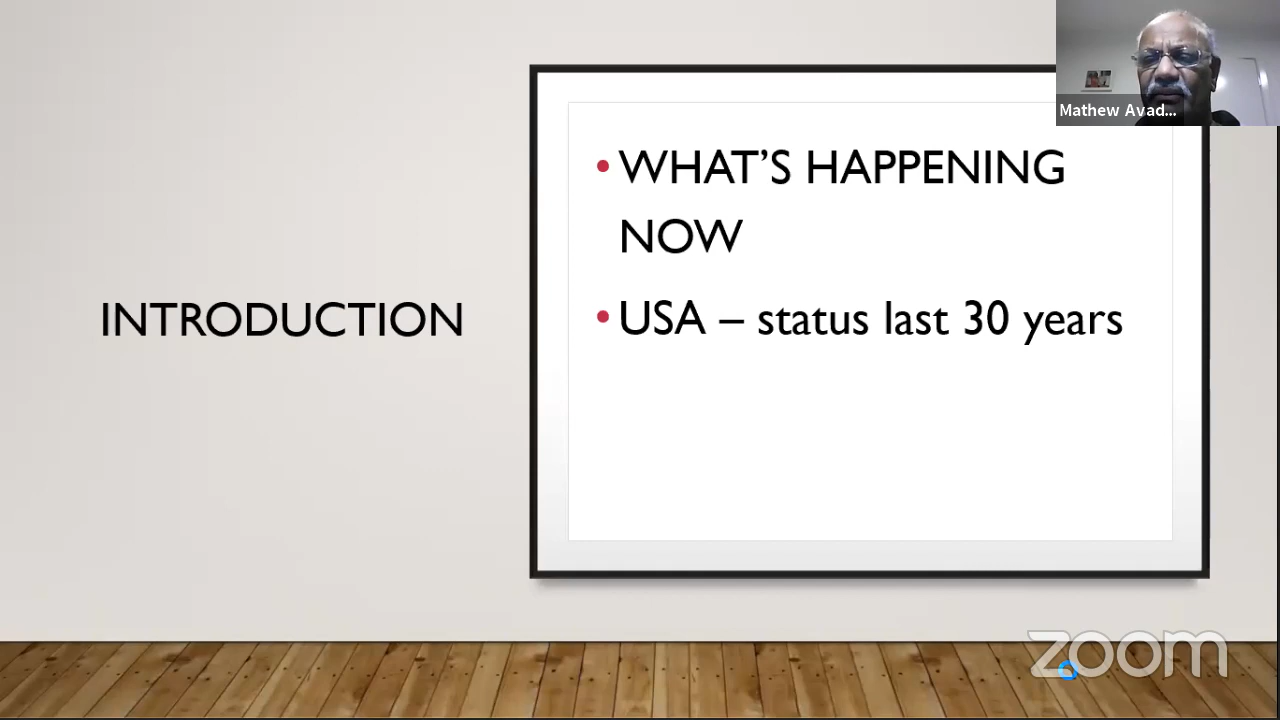 Mathew Avad...
INTRODUCTION
• WHAT’S HAPPENING
NOW
• USA – status last 30 years
zoom